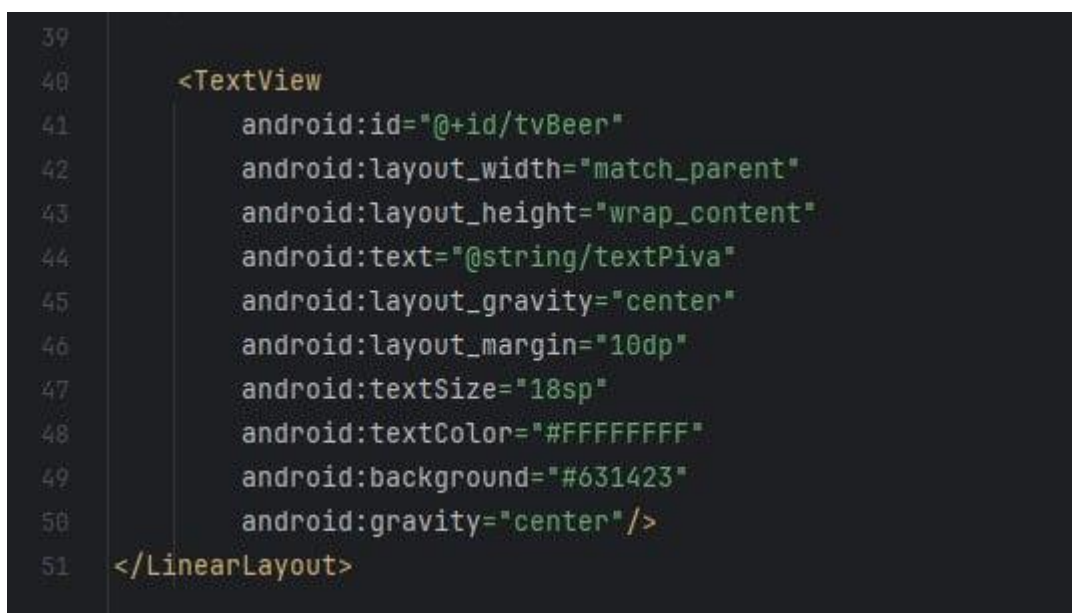 39
40 <TextView
41 android:id="@+id/tvBeer"
42 android:layout_width="match_parent"
43 android:layout_height="wrap_content"
44 android:text="@string/textPiva"
45 android:layout_gravity="center"
46 android:layout_margin="10dp"
47 android:textSize="18sp"
48 android:textColor="#FFFFFFFF"
49 android:background="#631423"
50 android:gravity="center"/>
51 </LinearLayout>